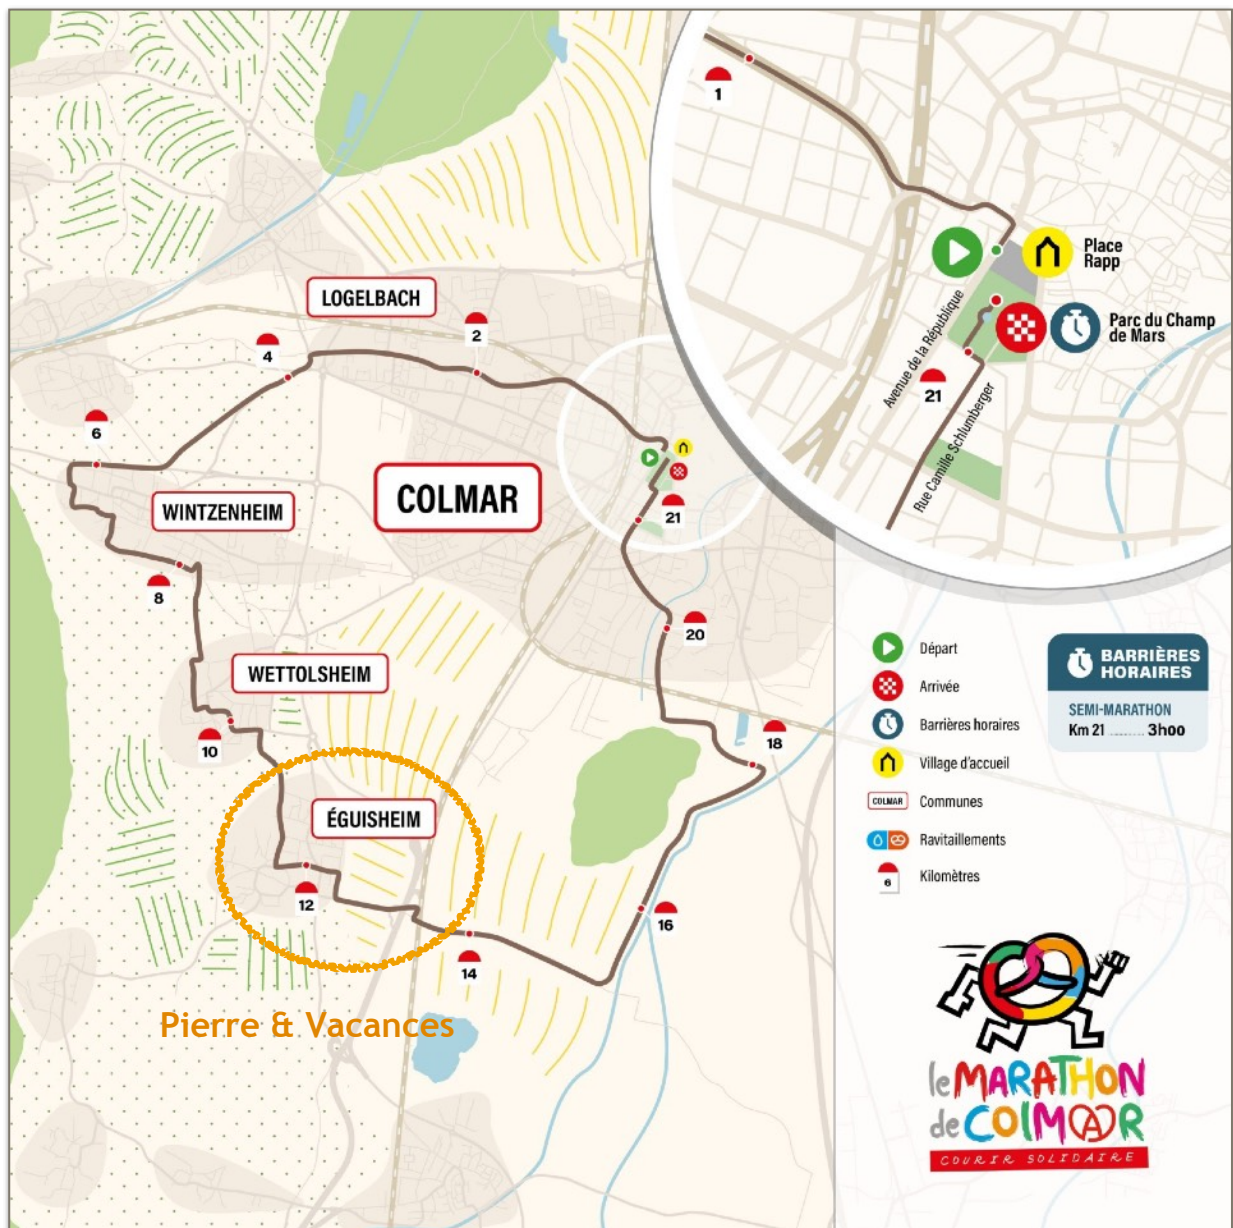 1
Place
Rapp
Avenue de la République
Parc du Champ
de Mars
21
Rue Camille Schlumberger
LOGELBACH
2
4
6
COLMAR
WINTZENHEIM
21
8
20
WETTOLSHEIM
10
18
ÉGUISHEIM
12
16
14
Pierre & Vacances
Départ
Arrivée
Barrières horaires
Village d'accueil
COLMAR Communes
Ravitaillements
6 Kilomètres
BARRIÈRES
HORAIRES
SEMI-MARATHON
Km 21 ......... 3h00
le MARATHON
de COlMAR
COURIR SOLIDAIRE